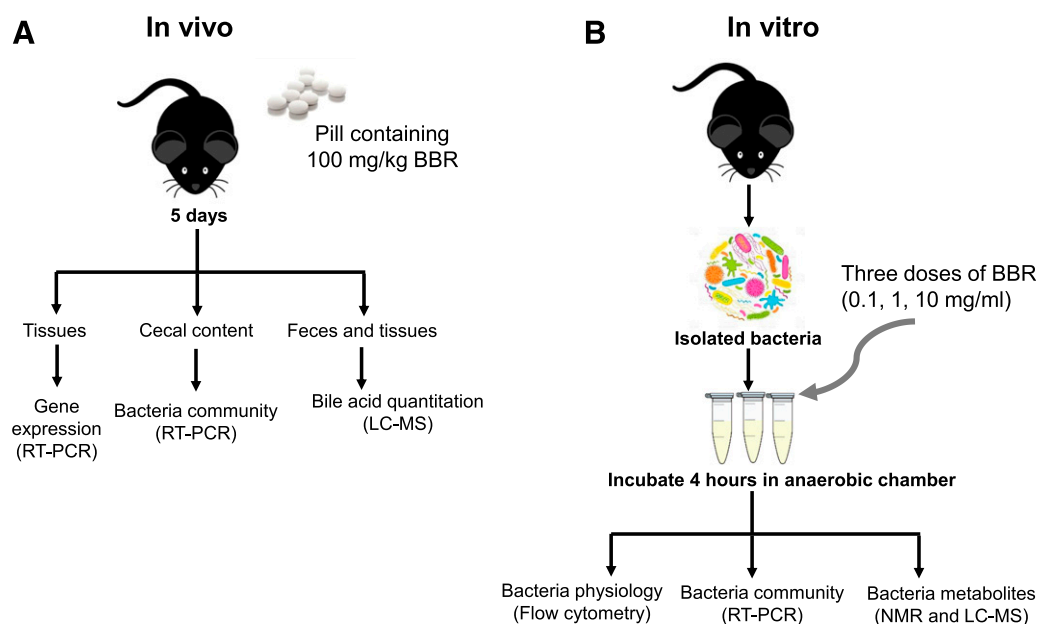 A
In vivo
Pill containing
100 mg/kg BBR
5 days
Tissues
Cecal content
Feces and tissues
Gene
expression
(RT-PCR)
Bacteria community
(RT-PCR)
Bile acid quantitation
(LC-MS)
B
In vitro
Three doses of BBR
(0.1, 1, 10 mg/ml)
Isolated bacteria
Incubate 4 hours in anaerobic chamber
Bacteria physiology
(Flow cytometry)
Bacteria community
(RT-PCR)
Bacteria metabolites
(NMR and LC-MS)